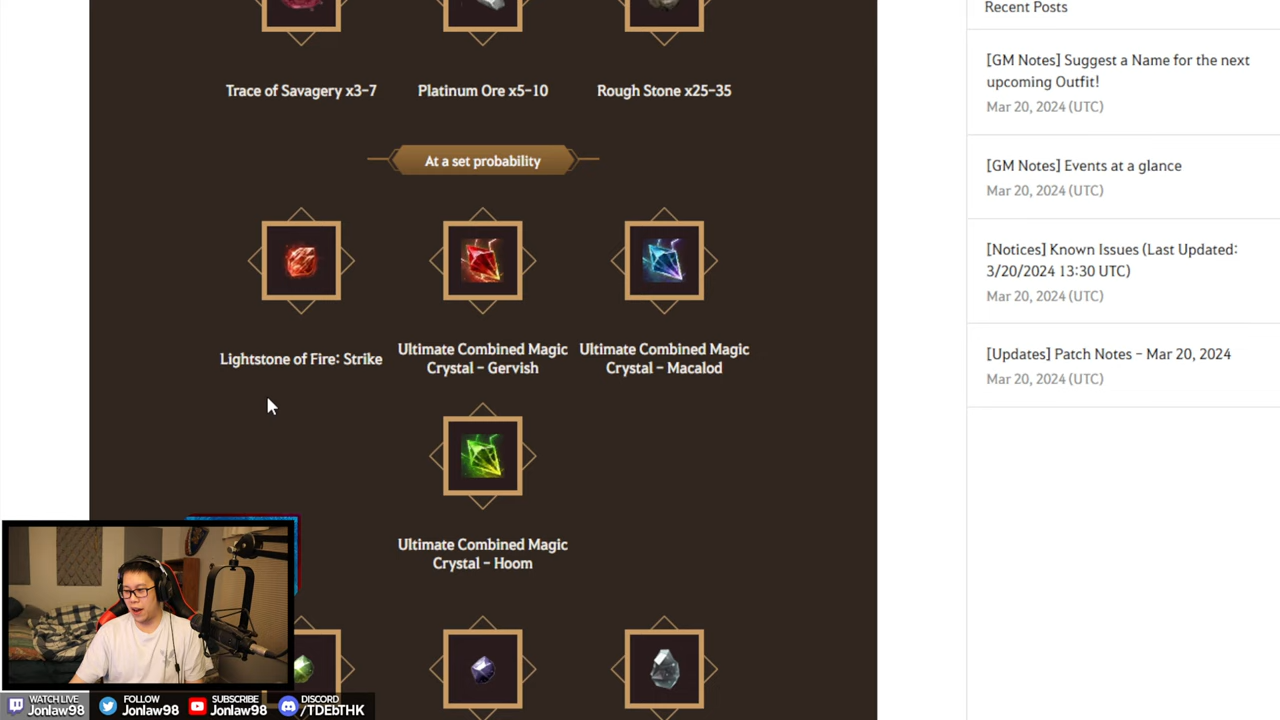 Recent Posts
[GM Notes] Suggest a Name for the next
upcoming Outfit!
Mar 20, 2024 (UTC)
Trace of Savagery x3-7
Platinum Ore x5-10
Rough Stone x25-35
At a set probability
[GM Notes] Events at a glance
Mar 20, 2024 (UTC)
[Notices] Known Issues (Last Updated:
3/20/2024 13:30 UTC)
Mar 20, 2024 (UTC)
Lightstone of Fire: Strike
Ultimate Combined Magic
Crystal - Gervish
Ultimate Combined Magic
Crystal - Macalod
[Updates] Patch Notes - Mar 20, 2024
Mar 20, 2024 (UTC)
Ultimate Combined Magic
Crystal - Hoom
WATCH LIVE
Jonlaw98
FOLLOW
Jonlaw98
SUBSCRIBE
Jonlaw98
DISCORD
/TDEbTHK